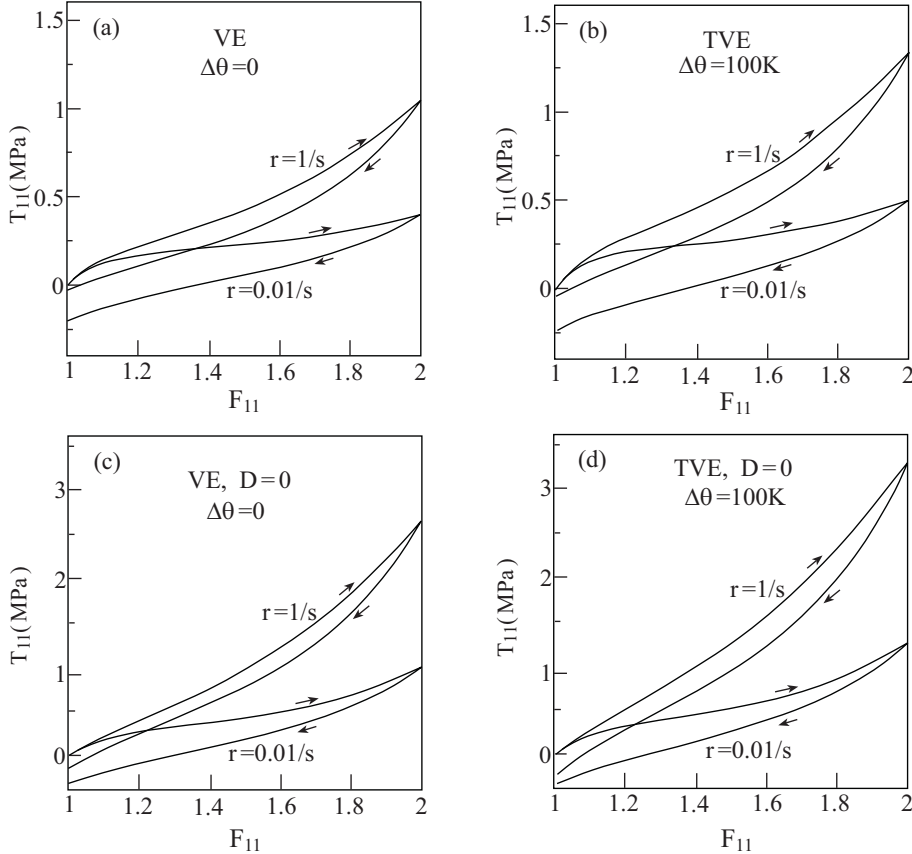 (a)
VE
Δθ=0
T11(MPa)
1.5
1
0.5
0
r=1/s
r=0.01/s
1 1.2 1.4 1.6 1.8 2
F11
(b)
TVE
Δθ=100K
T11(MPa)
1.5
1
0.5
0
r=1/s
r=0.01/s
1 1.2 1.4 1.6 1.8 2
F11
(c)
VE, D=0
Δθ=0
T11(MPa)
3
2
1
0
r=1/s
r=0.01/s
1 1.2 1.4 1.6 1.8 2
F11
(d)
TVE, D=0
Δθ=100K
T11(MPa)
3
2
1
0
r=1/s
r=0.01/s
1 1.2 1.4 1.6 1.8 2
F11